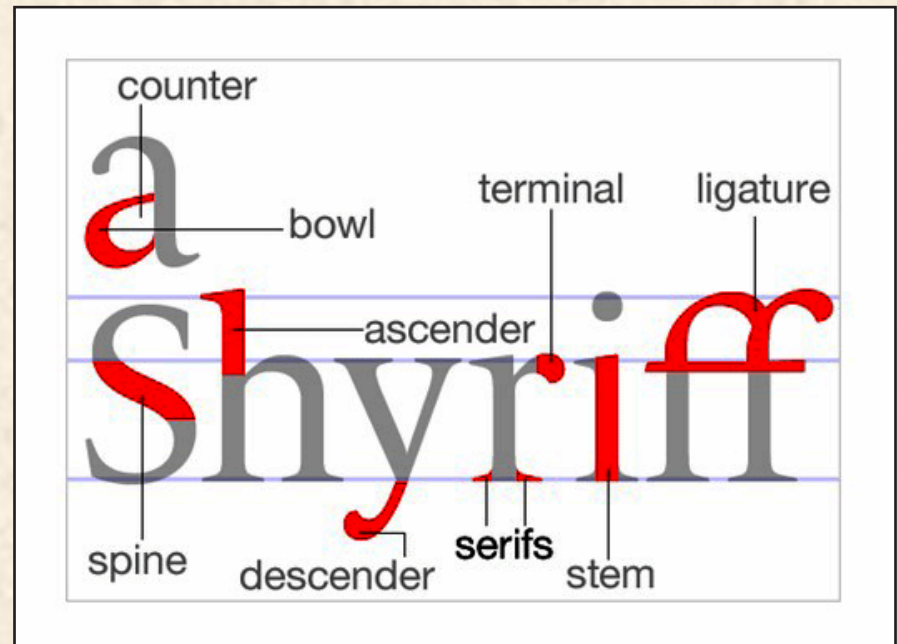 counter
a
bowl
terminal
ligature
ascender
Shyriff
spine
descender
serifs
stem